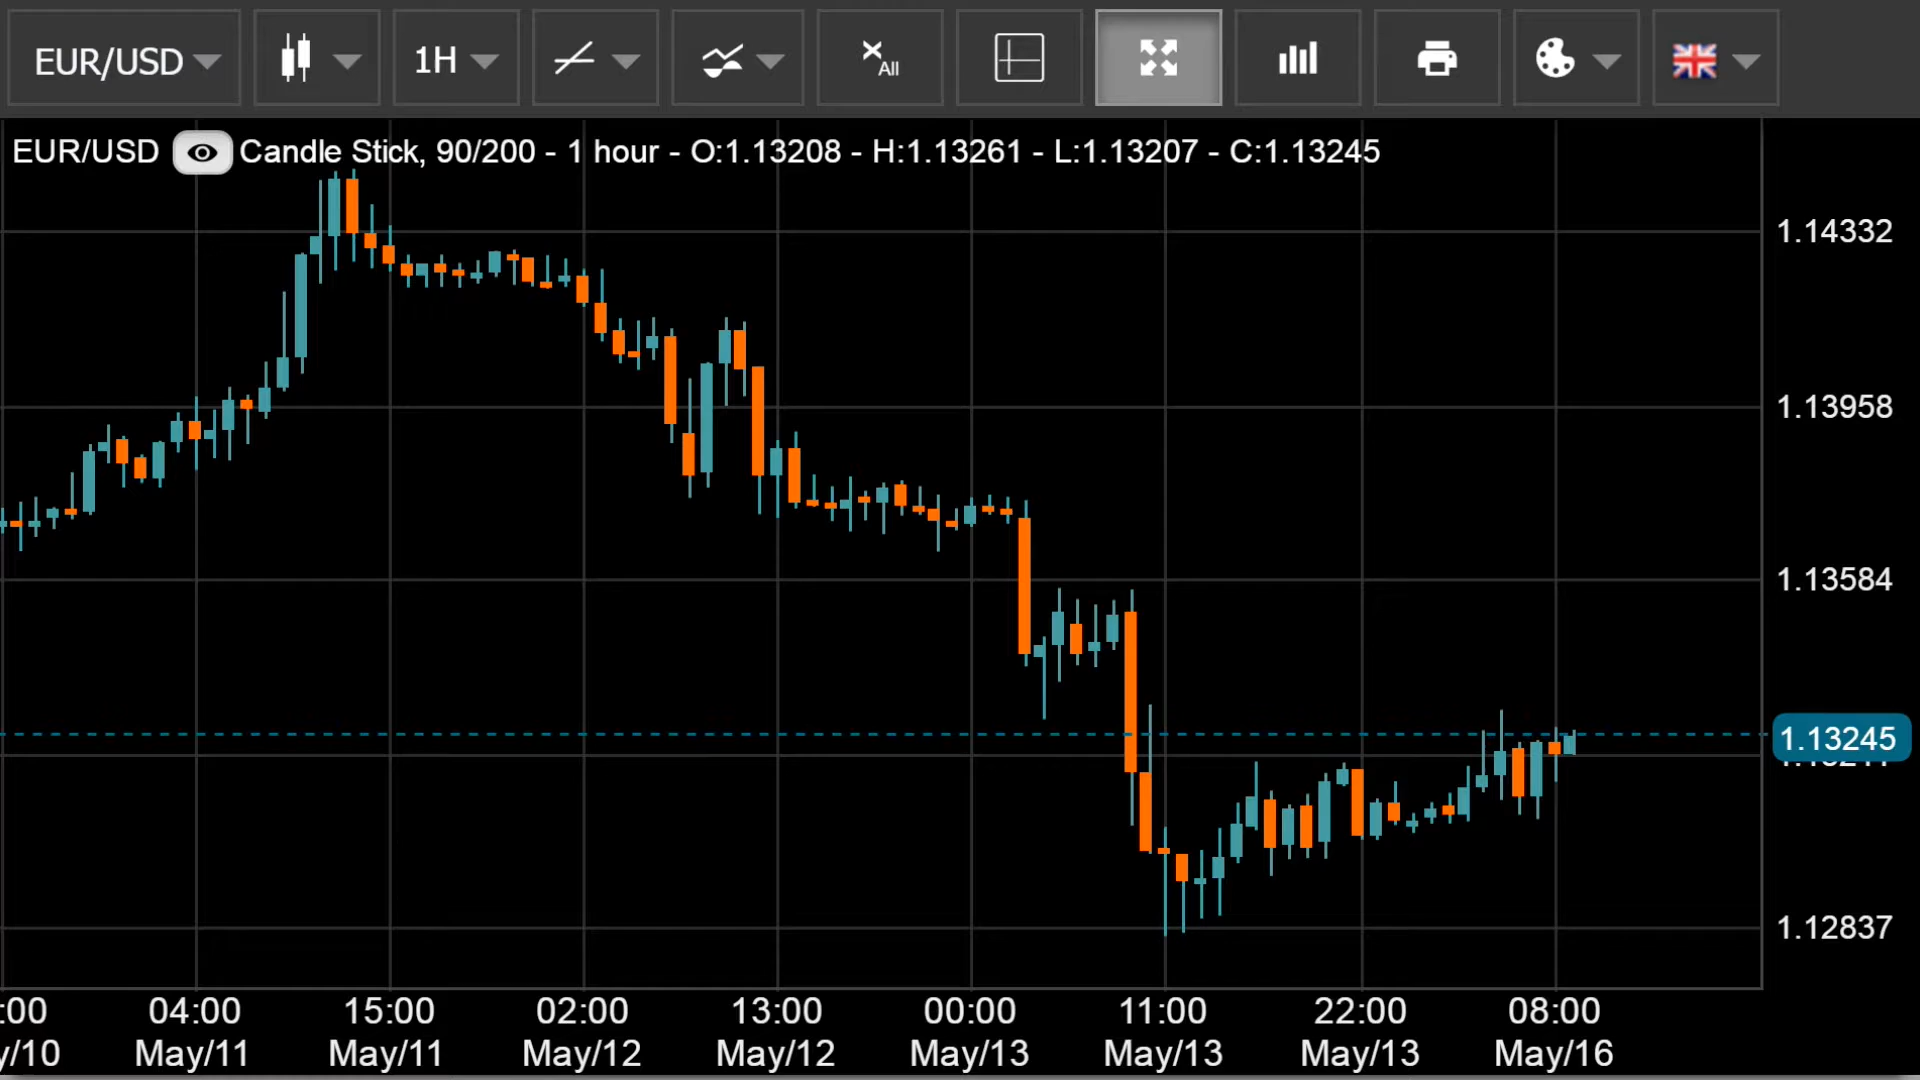 EUR/USD 1H x All
EUR/USD Candle Stick, 90/200 - 1 hour - O:1.13208 - H:1.13261 - L:1.13207 - C:1.13245
1.14332
1.13958
1.13584
1.13245
1.12837
:00 04:00 15:00 02:00 13:00 00:00 11:00 22:00 08:00
y/10 May/11 May/11 May/12 May/12 May/13 May/13 May/13 May/16